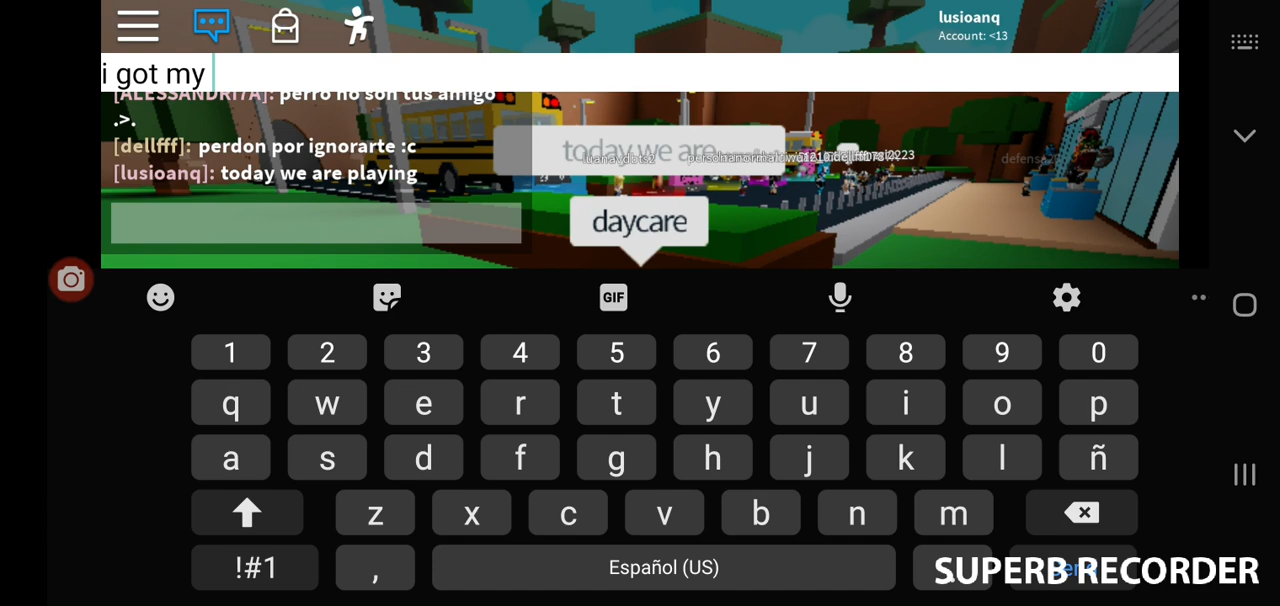 lusioanq
Account: <13
i got my
[ALESSANDRI7A]: perro no son tus amigo
.>.
[dellfff]: perdon por ignorarte :c
[lusioanq]: today we are playing
today we are
defensa
daycare
GIF
1 2 3 4 5 6 7 8 9 0
q w e r t y u i o p
a s d f g h j k l ñ
z x c v b n m
!#1 , Español (US)
SUPERB RECORDER